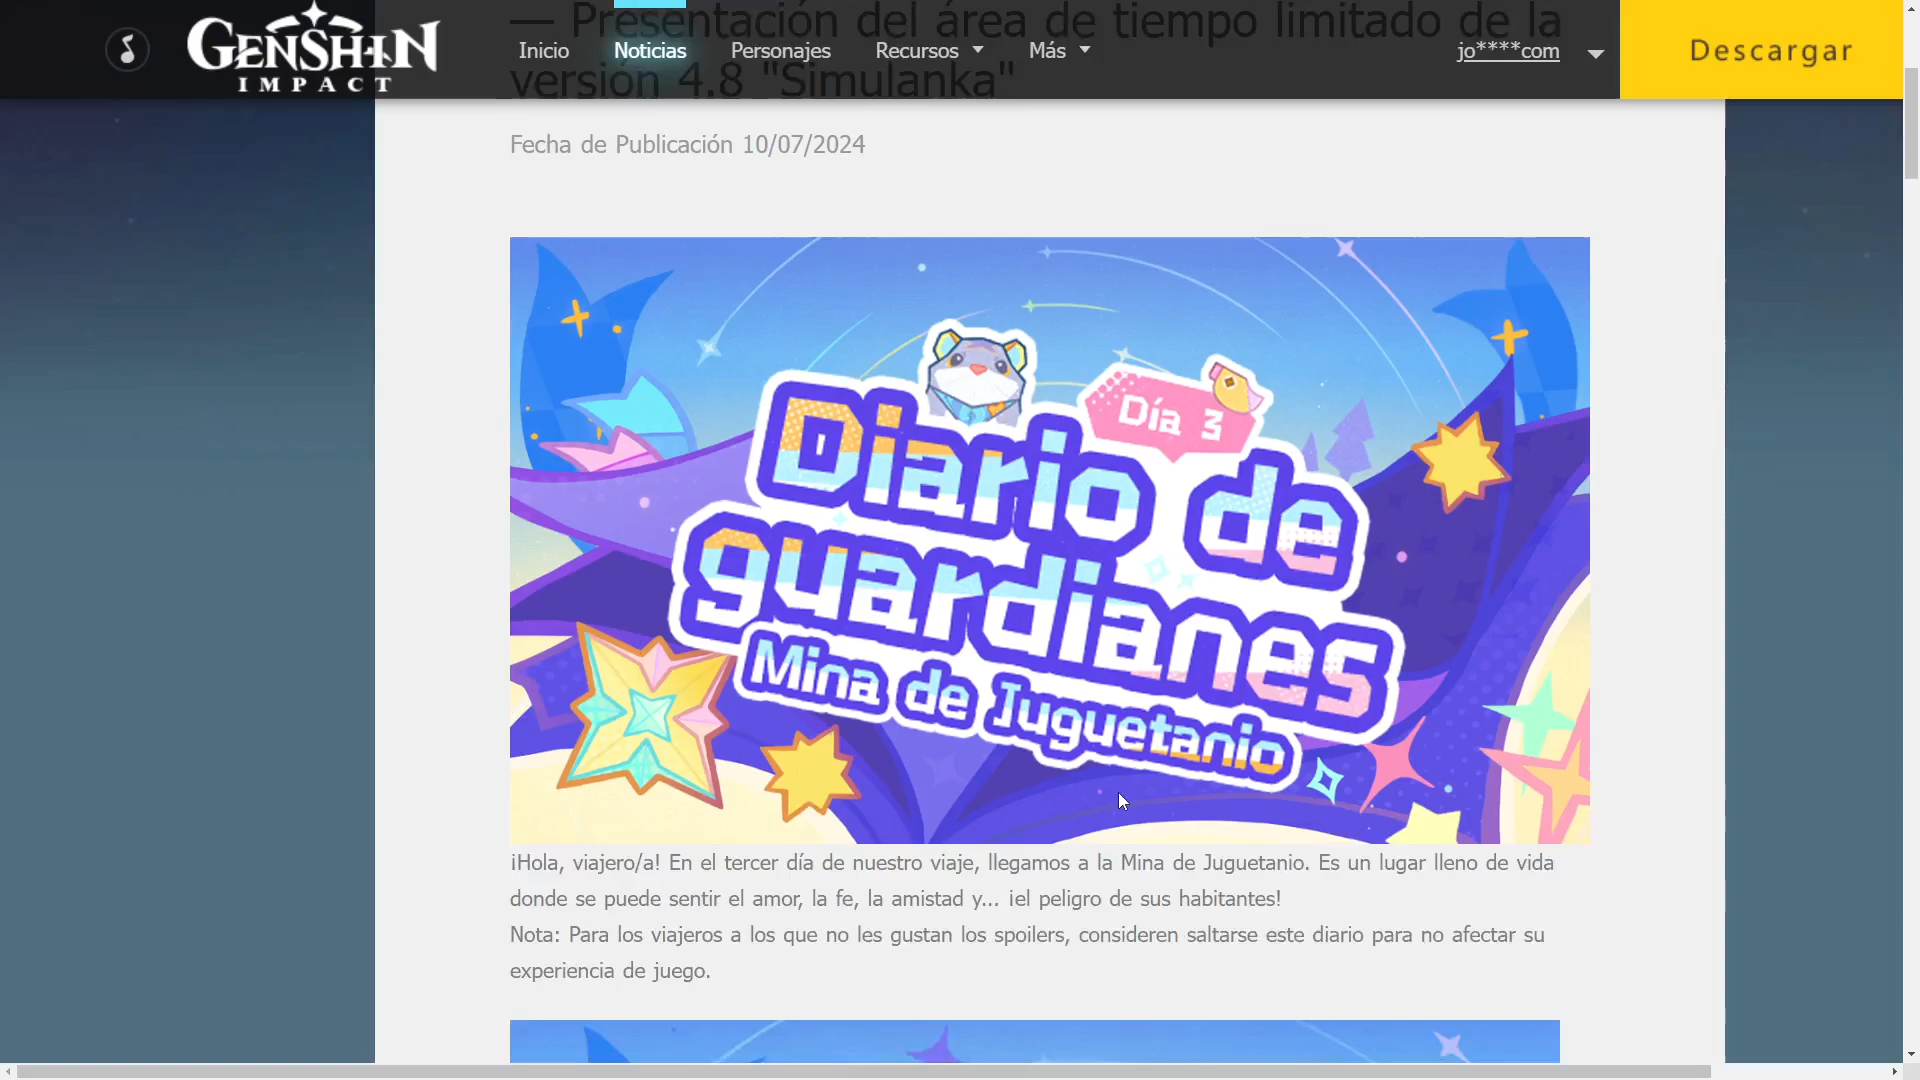 — Presentación del área de tiempo limitado de la
versión 4.8 "Simulanka"
GENSHIN
IMPACT
Inicio
Noticias
Personajes
Recursos
Más
jo****com
Descargar
Fecha de Publicación 10/07/2024
Día 3
Diario de
guardianes
Mina de Juguetanio
¡Hola, viajero/a! En el tercer día de nuestro viaje, llegamos a la Mina de Juguetanio. Es un lugar lleno de vida
donde se puede sentir el amor, la fe, la amistad y... ¡el peligro de sus habitantes!
Nota: Para los viajeros a los que no les gustan los spoilers, consideren saltarse este diario para no afectar su
experiencia de juego.